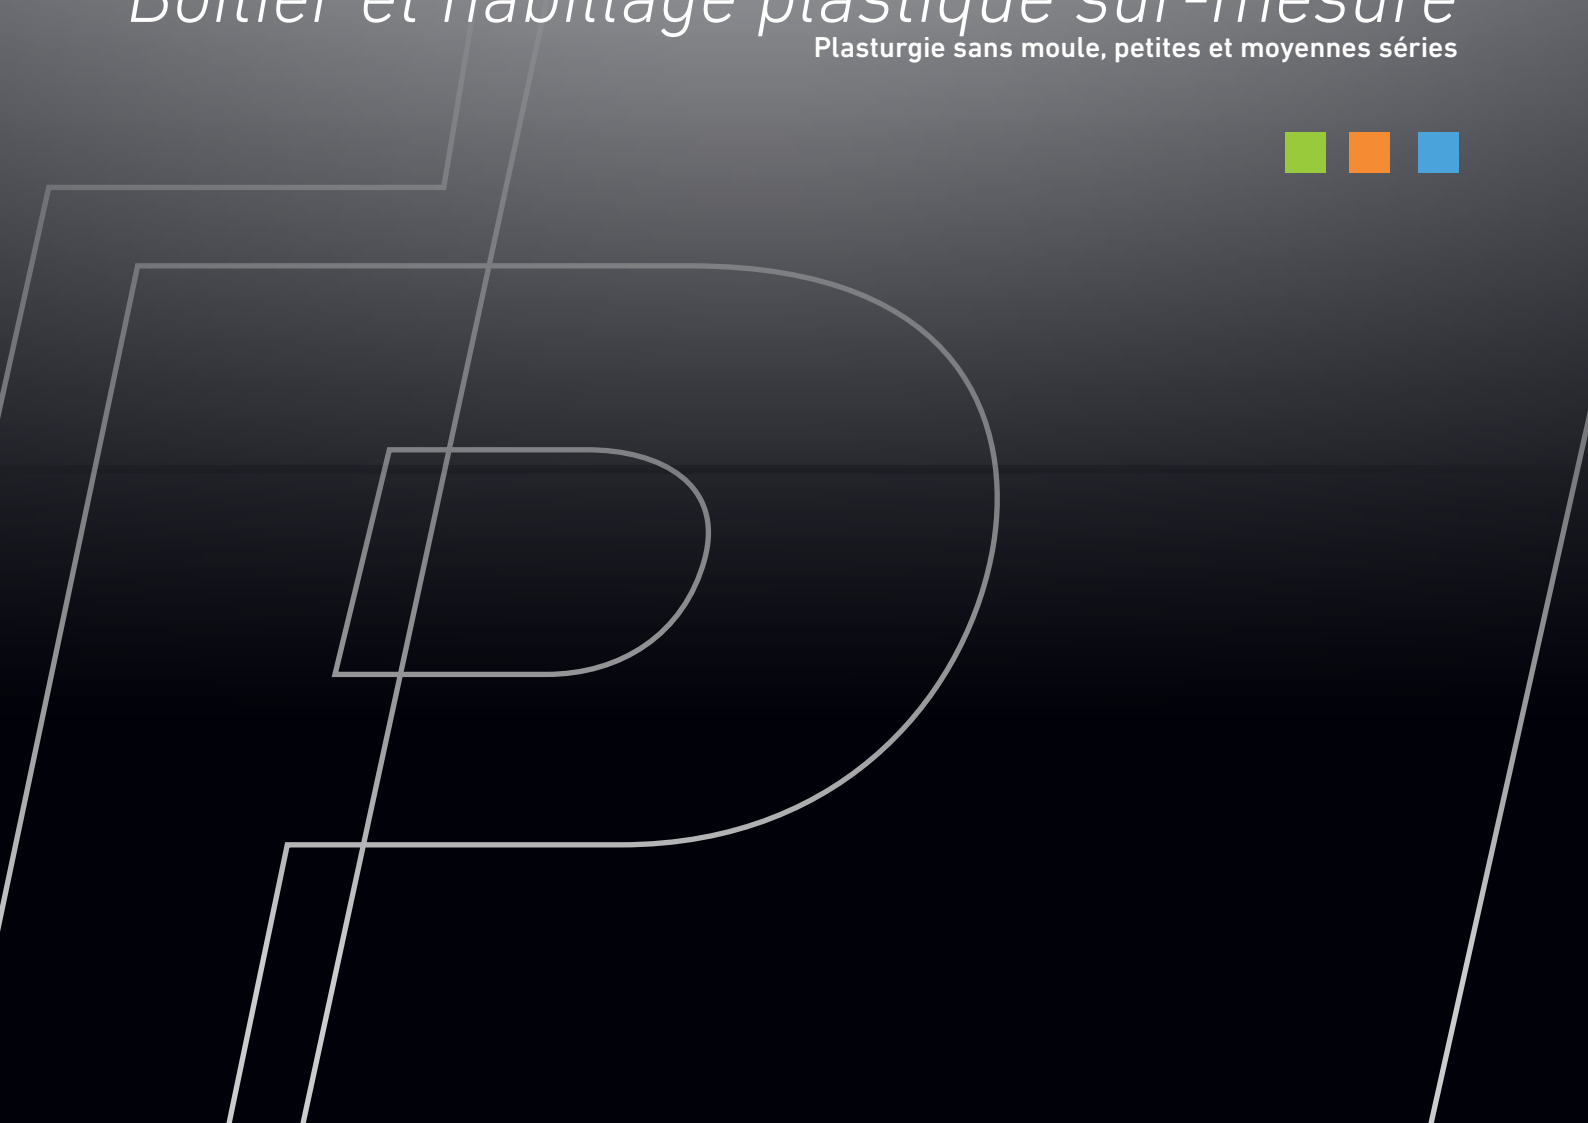 Boîtier et habillage plastique sur-mesure
Plasturgie sans moule, petites et moyennes séries